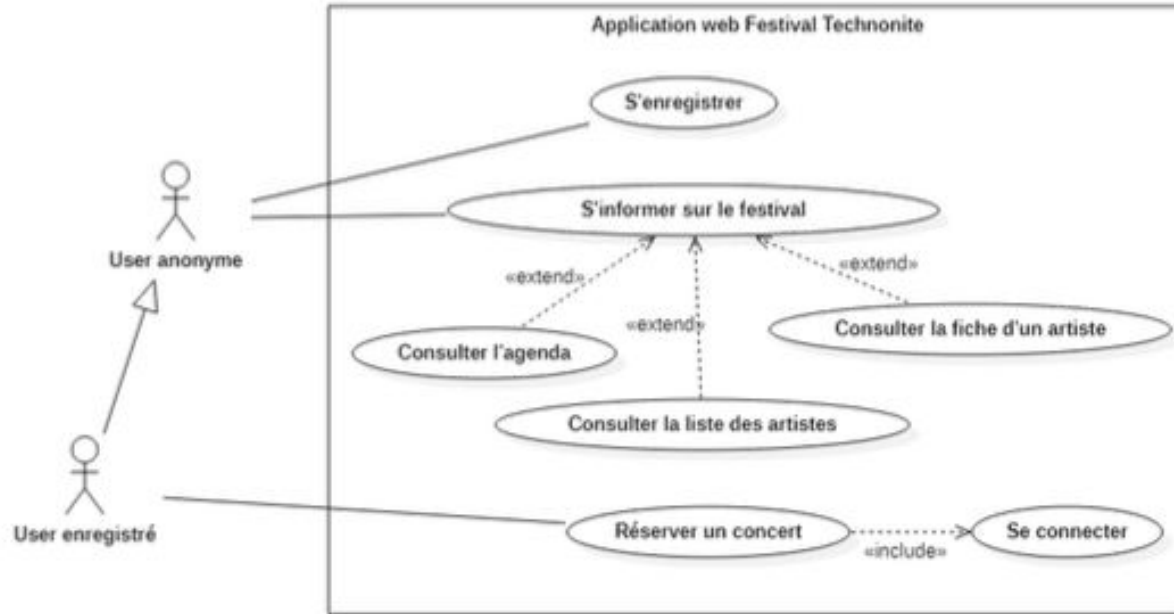 Application web Festival Technonite
S'enregistrer
S'informer sur le festival
User anonyme
«extend»
«extend»
«extend»
Consulter la fiche d'un artiste
Consulter l'agenda
Consulter la liste des artistes
User enregistré
Réserver un concert
Se connecter
«include»